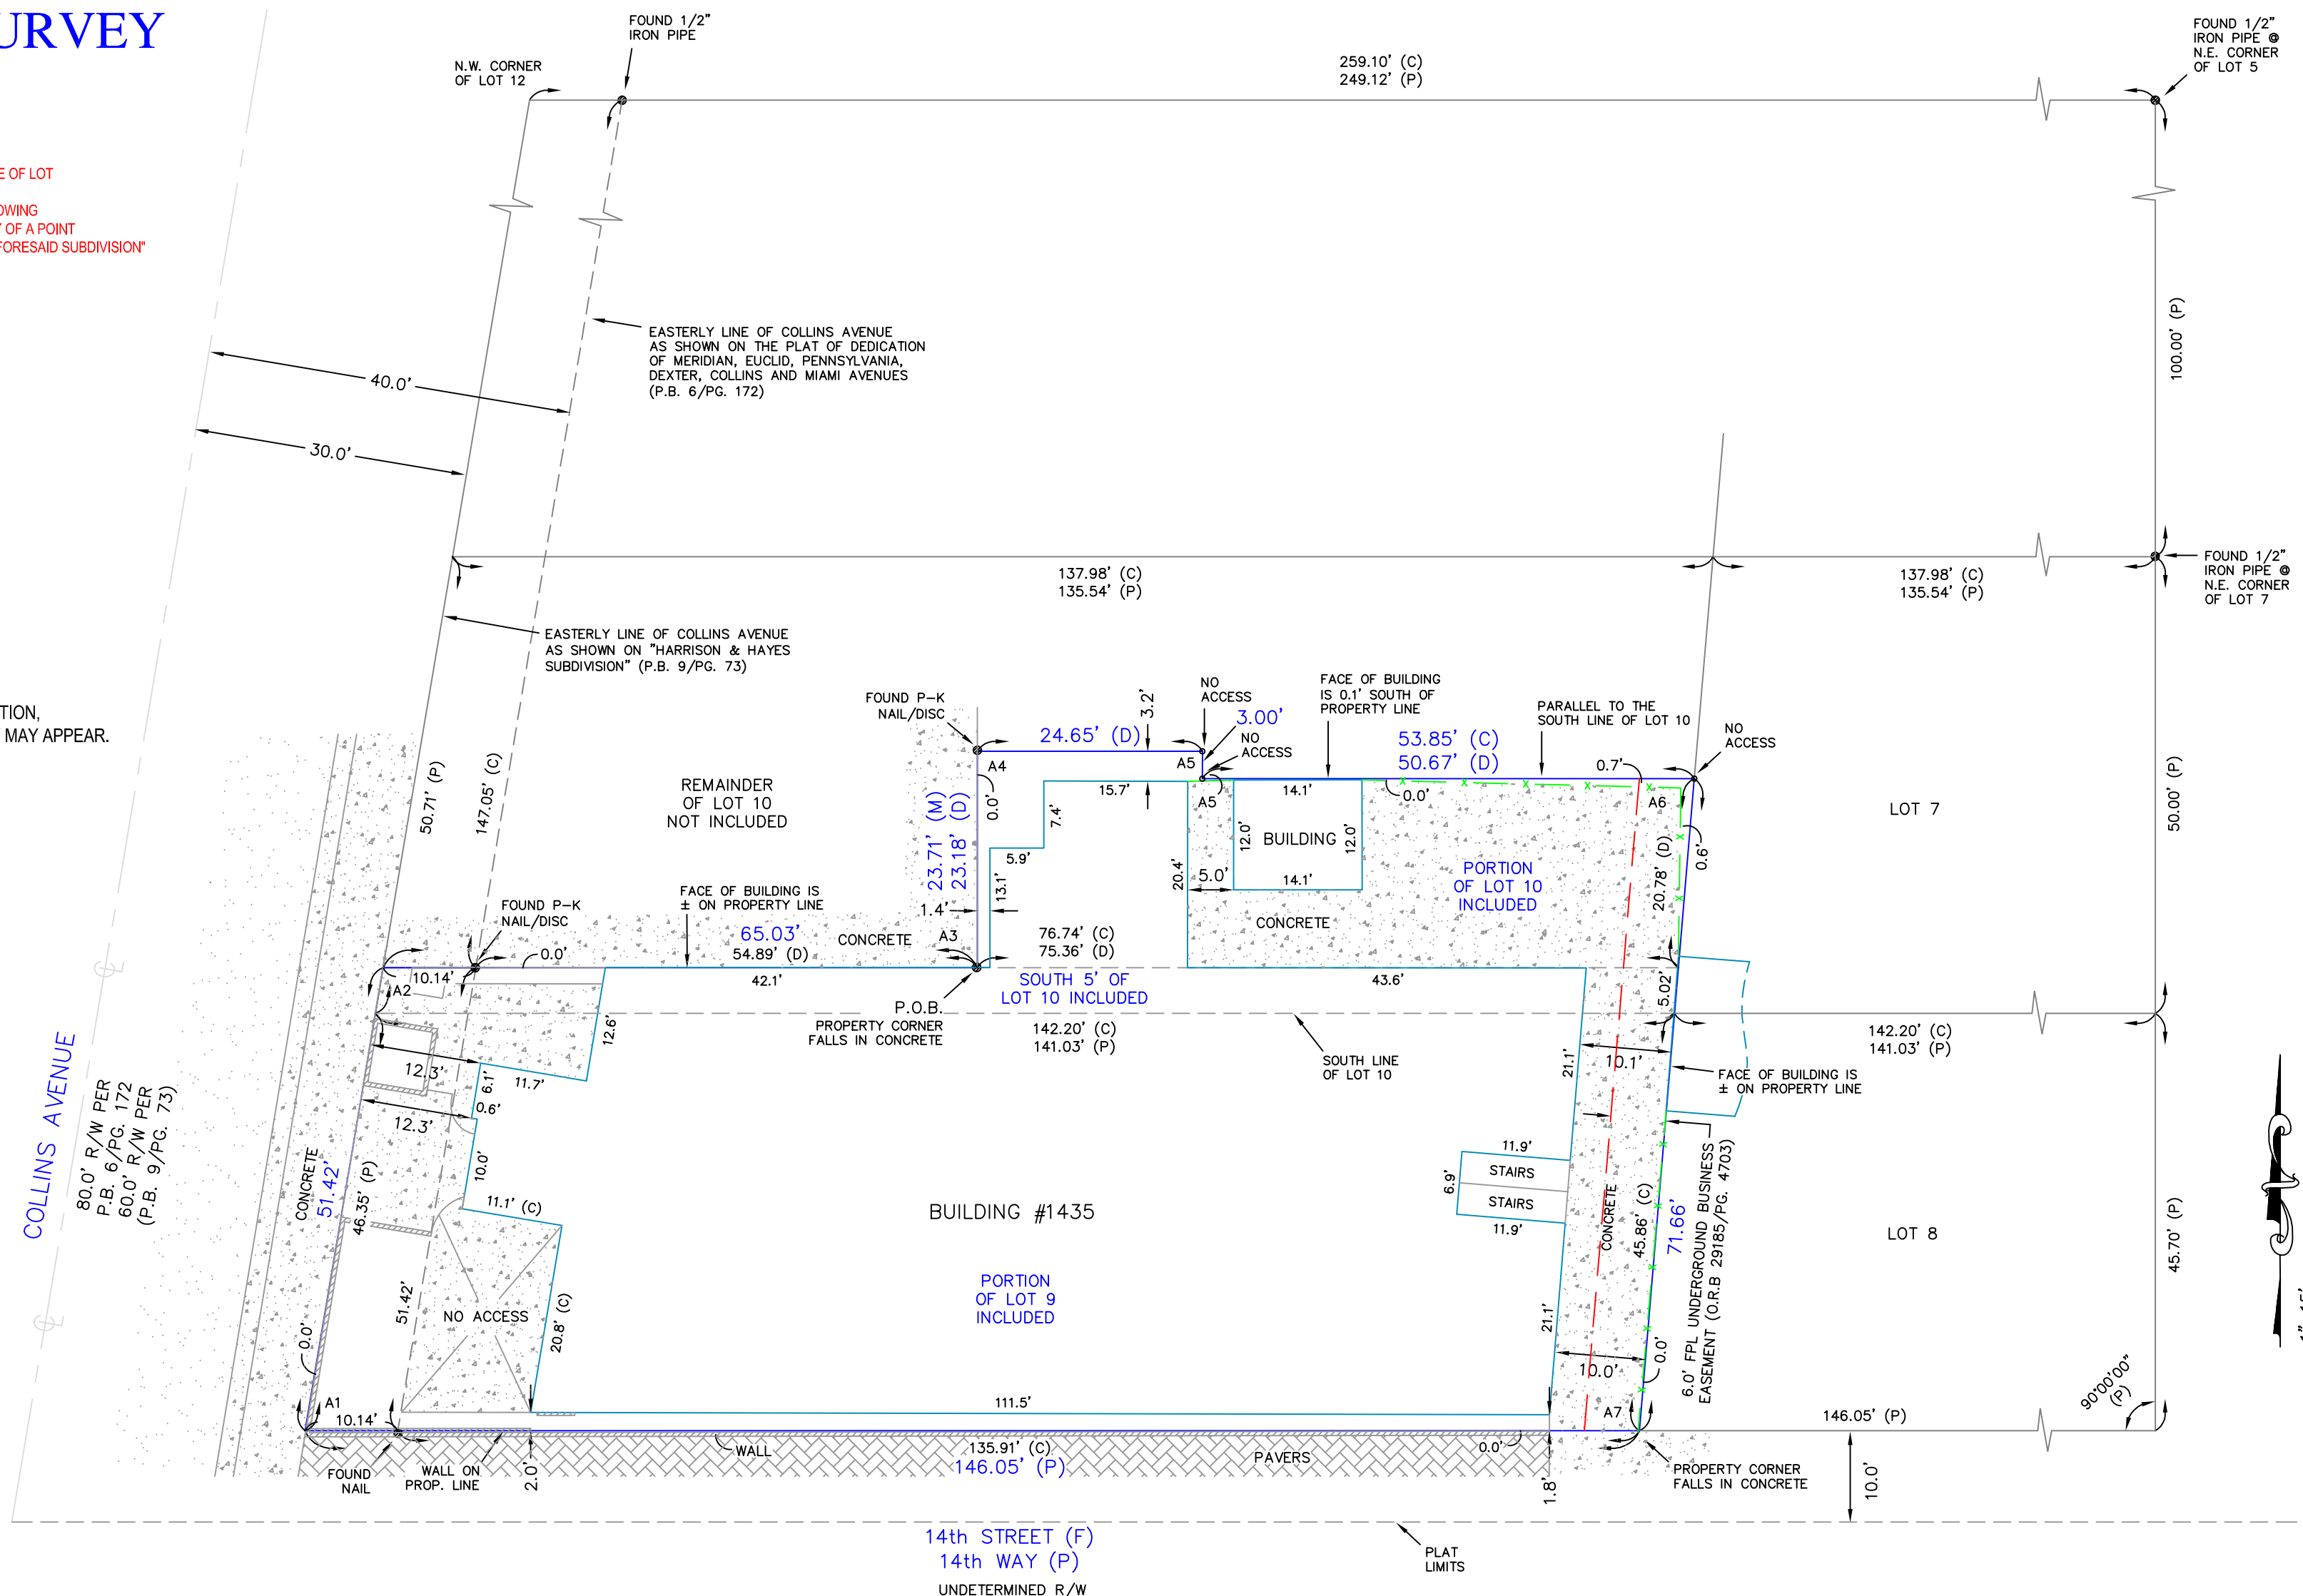 URVEY
FOUND 1/2"
IRON PIPE
N.W. CORNER
OF LOT 12
259.10' (C)
249.12' (P)
FOUND 1/2"
IRON PIPE @
N.E. CORNER
OF LOT 5
E OF LOT
OWING
OF A POINT
FORESAID SUBDIVISION"
EASTERLY LINE OF COLLINS AVENUE
AS SHOWN ON THE PLAT OF DEDICATION
OF MERIDIAN, EUCLID, PENNSYLVANIA,
DEXTER, COLLINS AND MIAMI AVENUES
(P.B. 6/PG. 172)
100.00' (P)
40.0'
30.0'
137.98' (C)
135.54' (P)
137.98' (C)
135.54' (P)
FOUND 1/2"
IRON PIPE @
N.E. CORNER
OF LOT 7
EASTERLY LINE OF COLLINS AVENUE
AS SHOWN ON "HARRISON & HAYES
SUBDIVISION" (P.B. 9/PG. 73)
TION,
MAY APPEAR.
FOUND P-K
NAIL/DISC
NO
ACCESS
3.2'
3.00'
NO
ACCESS
FACE OF BUILDING
IS 0.1' SOUTH OF
PROPERTY LINE
PARALLEL TO THE
SOUTH LINE OF LOT 10
NO
ACCESS
24.65' (D)
53.85' (C)
50.67' (D)
0.7'
A4
A5
A5
A6
50.71' (P)
147.05' (C)
REMAINDER
OF LOT 10
NOT INCLUDED
23.71' (M)
23.18' (D)
0.0'
15.7'
7.4'
14.1'
0.0'
12.0'
BUILDING
12.0'
14.1'
5.9'
13.1'
1.4'
20.4'
5.0'
CONCRETE
PORTION
OF LOT 10
INCLUDED
20.78' (D)
0.6'
LOT 7
50.00' (P)
FACE OF BUILDING IS
± ON PROPERTY LINE
FOUND P-K
NAIL/DISC
65.03'
54.89' (D)
CONCRETE
A3
76.74' (C)
75.36' (D)
0.0'
10.14'
A2
42.1'
SOUTH 5' OF
LOT 10 INCLUDED
43.6'
5.02'
P.O.B.
PROPERTY CORNER
FALLS IN CONCRETE
142.20' (C)
141.03' (P)
142.20' (C)
141.03' (P)
SOUTH LINE
OF LOT 10
12.6'
12.3'
11.7'
6.1'
0.6'
12.3'
21.1'
10.1'
FACE OF BUILDING IS
± ON PROPERTY LINE
COLLINS AVENUE
80.0' R/W PER
P.B. 6/PG. 172
60.0' R/W PER
(P.B. 9/PG. 73)
CONCRETE
51.42'
46.35' (P)
10.0'
11.1' (C)
11.9'
STAIRS
STAIRS
6.9'
11.9'
BUILDING #1435
CONCRETE
45.86' (C)
71.66'
6.0' FPL UNDERGROUND BUSINESS
EASEMENT (O.R.B 29185/PG. 4703)
LOT 8
45.70' (P)
PORTION
OF LOT 9
INCLUDED
51.42'
NO ACCESS
20.8' (C)
0.0'
21.1'
10.0'
0.0'
90°00'00"
(P)
A1
10.14'
111.5'
A7
146.05' (P)
WALL
135.91' (C)
146.05' (P)
PAVERS
0.0'
FOUND
NAIL
WALL ON
PROP. LINE
2.0'
1.8'
PROPERTY CORNER
FALLS IN CONCRETE
10.0'
14th STREET (F)
14th WAY (P)
UNDETERMINED R/W
PLAT
LIMITS